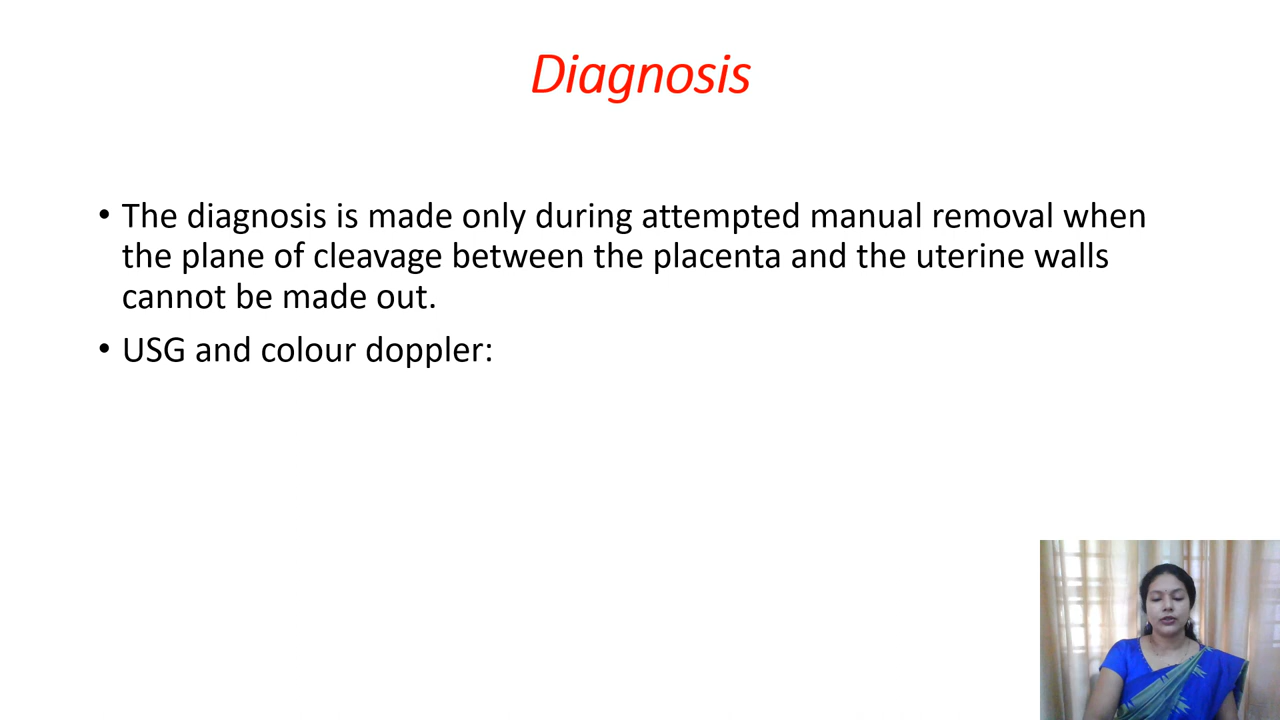 Diagnosis
• The diagnosis is made only during attempted manual removal when
the plane of cleavage between the placenta and the uterine walls
cannot be made out.
• USG and colour doppler: